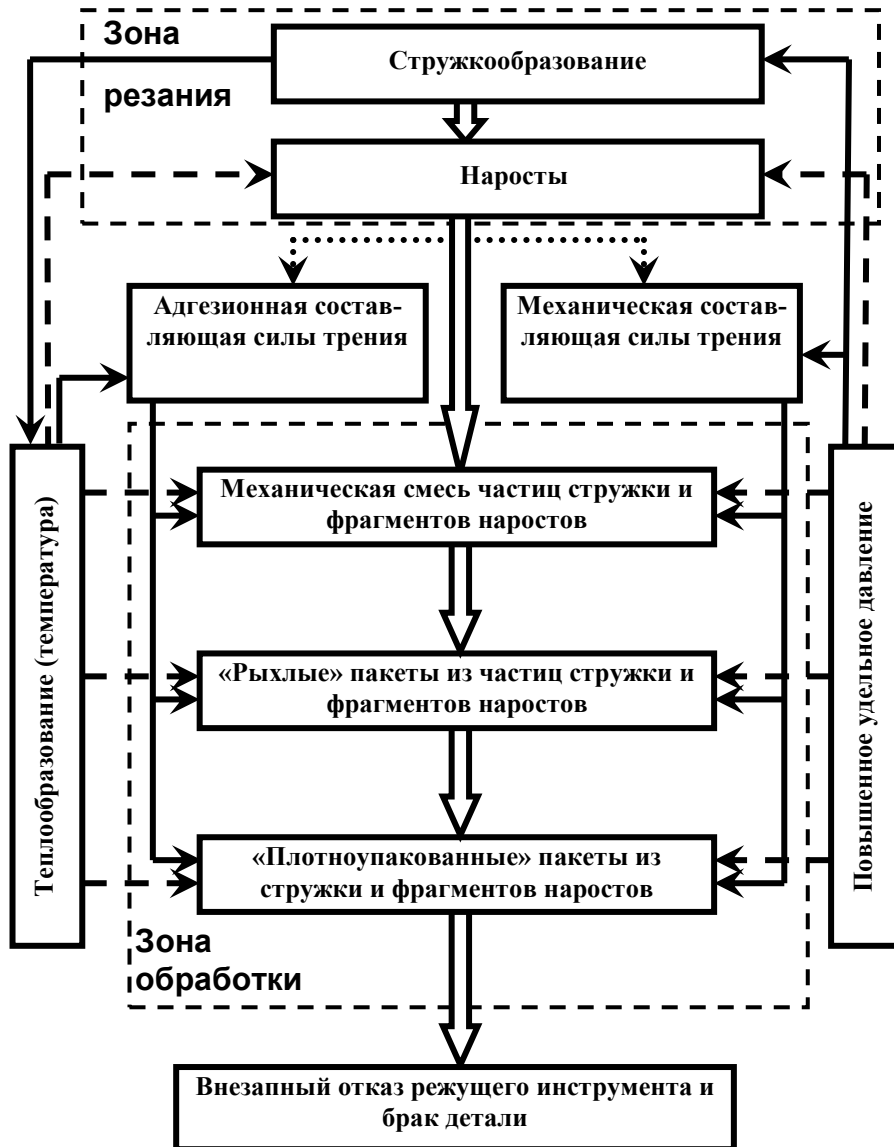 Зона
резания
Стружкообразование
Наросты
Адгезионная состав-
ляющая силы трения
Механическая состав-
ляющая силы трения
Теплообразование (температура)
Повышенное удельное давление
Механическая смесь частиц стружки и
фрагментов наростов
«Рыхлые» пакеты из частиц стружки и
фрагментов наростов
«Плотноупакованные» пакеты из
стружки и фрагментов наростов
Зона
обработки
Внезапный отказ режущего инструмента и
брак детали